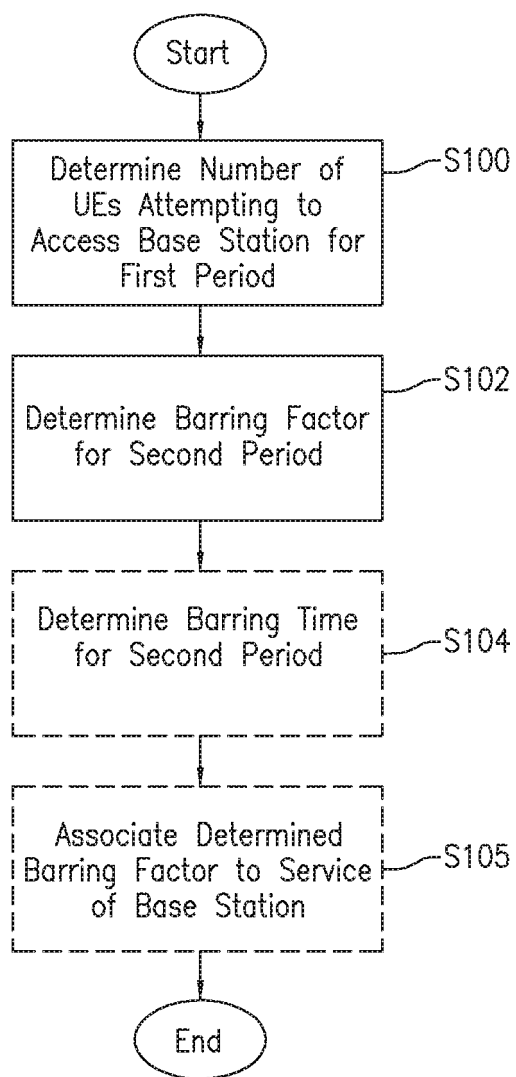 Start
Determine Number of
UEs Attempting to
Access Base Station for
First Period
S100
Determine Barring Factor
for Second Period
S102
Determine Barring Time
for Second Period
S104
Associate Determined
Barring Factor to Service
of Base Station
S105
End